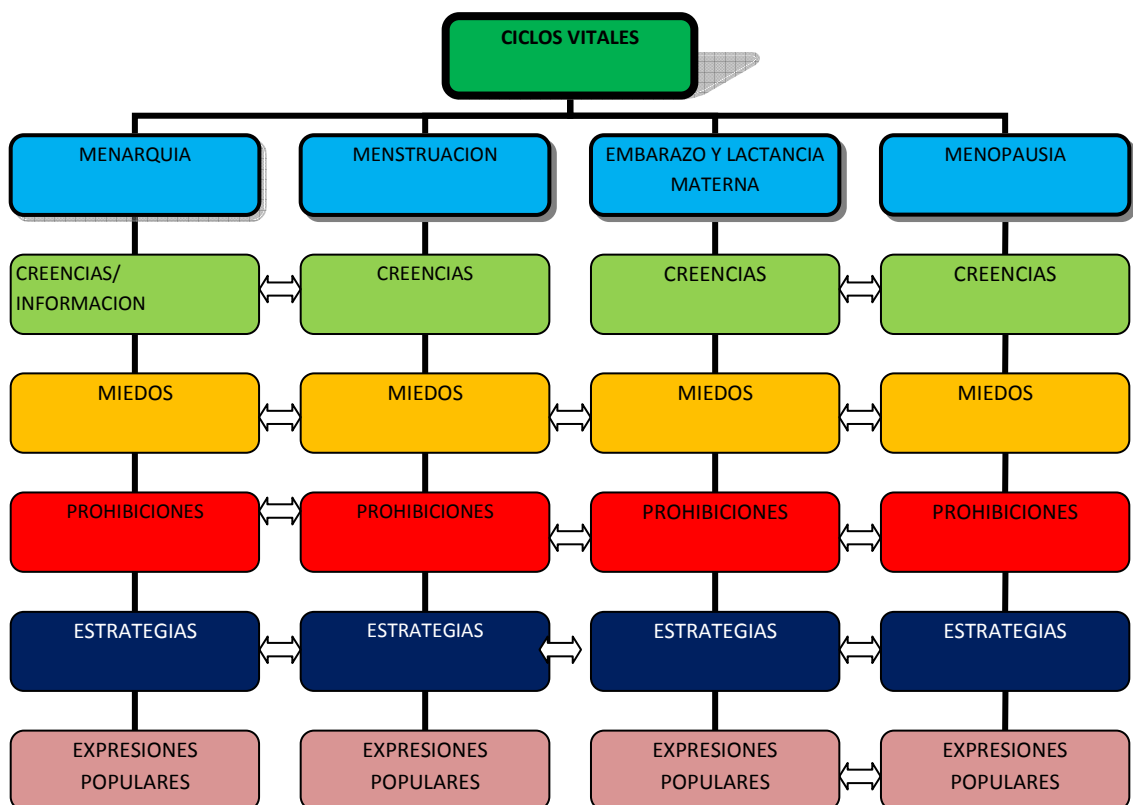 CICLOS VITALES
MENARQUIA
MENSTRUACION
EMBARAZO Y LACTANCIA
MATERNA
MENOPAUSIA
CREENCIAS/
INFORMACION
CREENCIAS
CREENCIAS
CREENCIAS
MIEDOS
MIEDOS
MIEDOS
MIEDOS
PROHIBICIONES
PROHIBICIONES
PROHIBICIONES
PROHIBICIONES
ESTRATEGIAS
ESTRATEGIAS
ESTRATEGIAS
ESTRATEGIAS
EXPRESIONES
POPULARES
EXPRESIONES
POPULARES
EXPRESIONES
POPULARES
EXPRESIONES
POPULARES